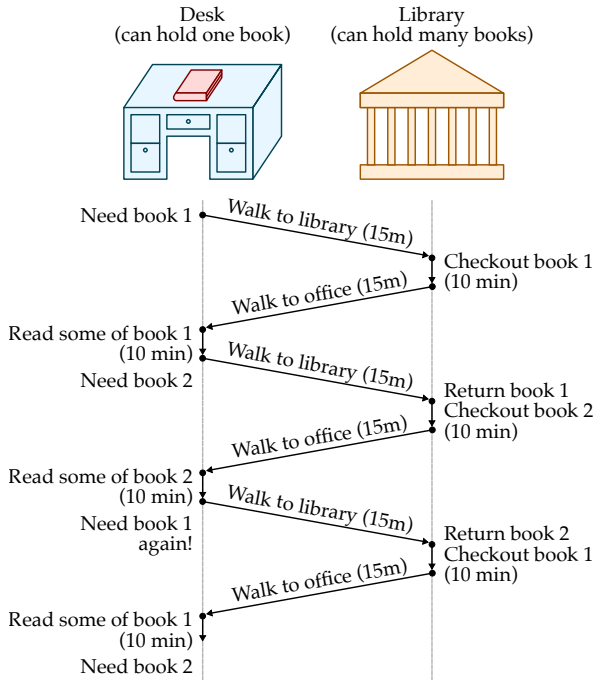 Desk
(can hold one book)
Library
(can hold many books)
Need book 1
Walk to library (15m)
Checkout book 1
(10 min)
Walk to office (15m)
Read some of book 1
(10 min)
Need book 2
Walk to library (15m)
Return book 1
Checkout book 2
(10 min)
Walk to office (15m)
Read some of book 2
(10 min)
Need book 1
again!
Walk to library (15m)
Return book 2
Checkout book 1
(10 min)
Walk to office (15m)
Read some of book 1
(10 min)
Need book 2